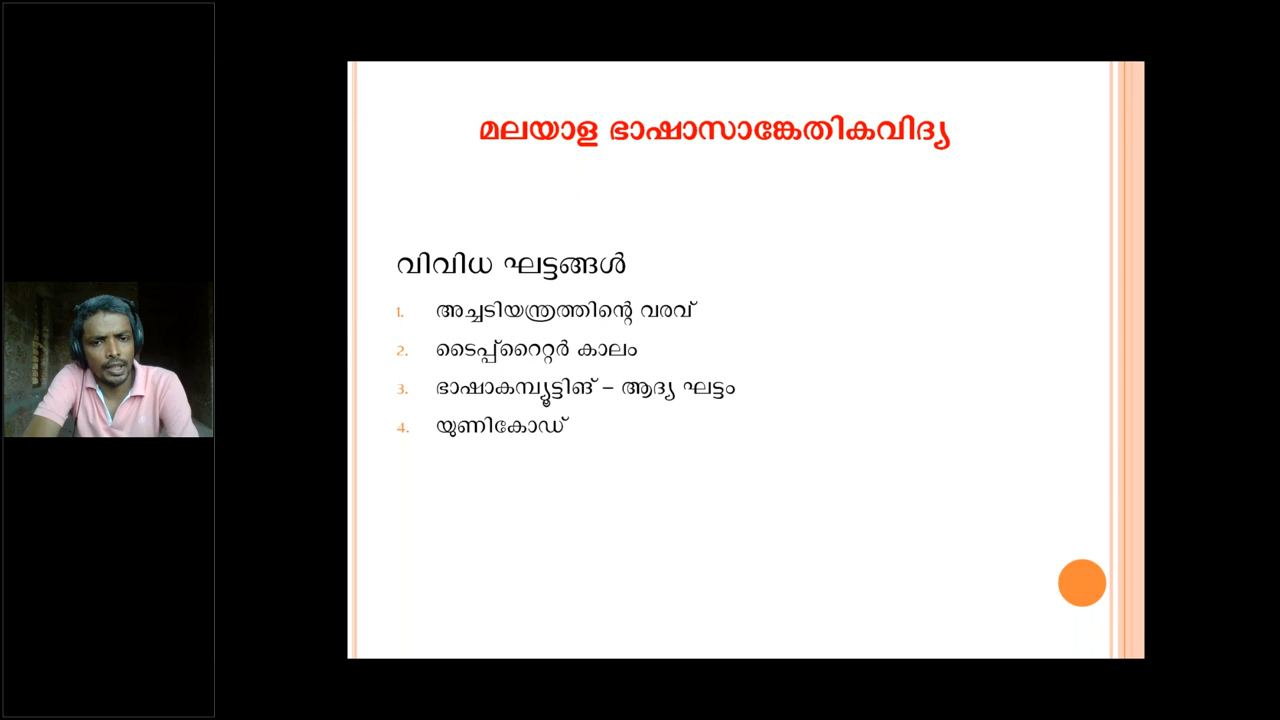 മലയാള ഭാഷാസാങ്കേതികവിദ്യ
വിവിധ ഘട്ടങ്ങൾ
1. അച്ചടിയന്ത്രത്തിന്റെ വരവ്
2. ടൈപ്പ്റൈറ്റർ കാലം
3. ഭാഷാകമ്പ്യൂട്ടിങ് – ആദ്യ ഘട്ടം
4. യുണികോഡ്